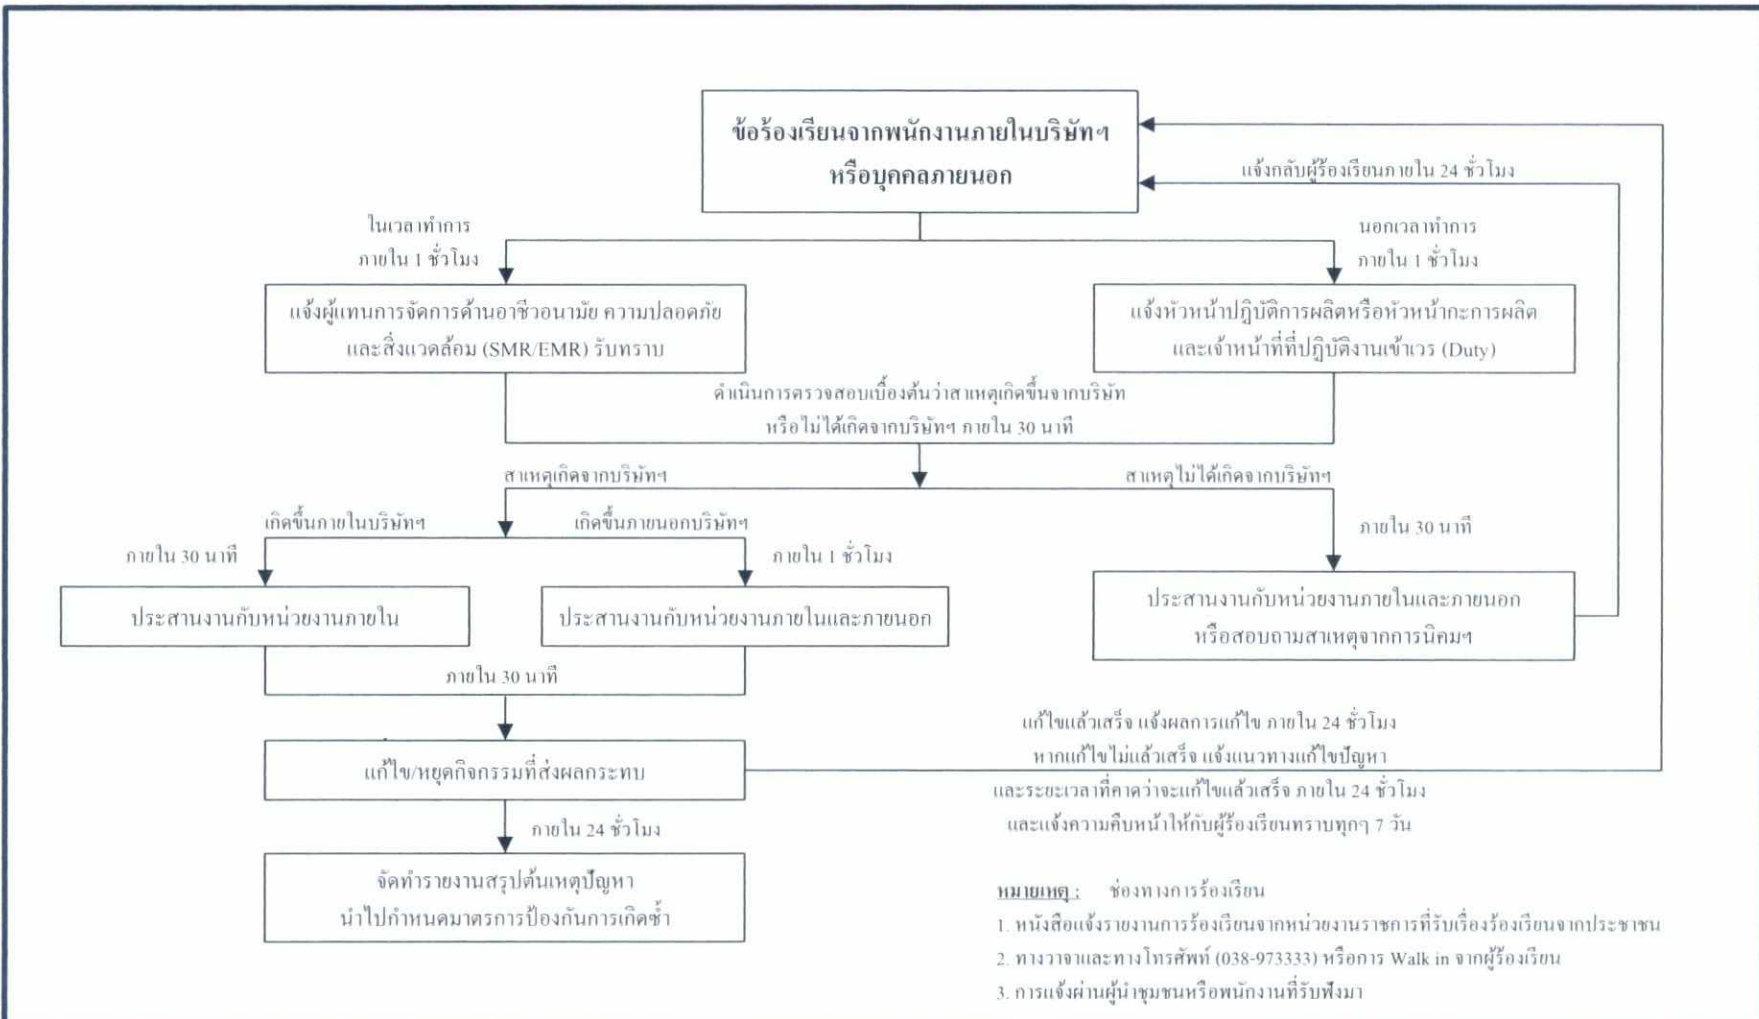 ข้อร้องเรียนจากพนักงานภายในบริษัทฯ
หรือบุคคลภายนอก
แจ้งกลับผู้ร้องเรียนภายใน 24 ชั่วโมง
ในเวลาทำการ
ภายใน 1 ชั่วโมง
นอกเวลาทำการ
ภายใน 1 ชั่วโมง
แจ้งผู้แทนการจัดการด้านอาชีวอนามัย ความปลอดภัย
และสิ่งแวดล้อม (SMR/EMR) รับทราบ
แจ้งหัวหน้าปฏิบัติการผลิตหรือหัวหน้ากะการผลิต
และเจ้าหน้าที่ที่ปฏิบัติงานเข้าเวร (Duty)
ดำเนินการตรวจสอบเบื้องต้นว่าสาเหตุเกิดขึ้นจากบริษัท
หรือไม่ได้เกิดจากบริษัทฯ ภายใน 30 นาที
สาเหตุเกิดจากบริษัทฯ
สาเหตุไม่ได้เกิดจากบริษัทฯ
เกิดขึ้นภายในบริษัทฯ
เกิดขึ้นภายนอกบริษัทฯ
ภายใน 30 นาที
ภายใน 1 ชั่วโมง
ภายใน 30 นาที
ประสานงานกับหน่วยงานภายใน
ประสานงานกับหน่วยงานภายในและภายนอก
ประสานงานกับหน่วยงานภายในและภายนอก
หรือสอบถามสาเหตุจากการนิคมฯ
ภายใน 30 นาที
แก้ไข/หยุดกิจกรรมที่ส่งผลกระทบ
แก้ไขแล้วเสร็จ แจ้งผลการแก้ไข ภายใน 24 ชั่วโมง
หากแก้ไขไม่แล้วเสร็จ แจ้งแนวทางแก้ไขปัญหา
และระยะเวลาที่คาดว่าจะแก้ไขแล้วเสร็จ ภายใน 24 ชั่วโมง
และแจ้งความคืบหน้าให้กับผู้ร้องเรียนทราบทุกๆ 7 วัน
ภายใน 24 ชั่วโมง
จัดทำรายงานสรุปต้นเหตุปัญหา
นำไปกำหนดมาตรการป้องกันการเกิดซ้ำ
หมายเหตุ : ช่องทางการร้องเรียน
1. หนังสือแจ้งรายงานการร้องเรียนจากหน่วยงานราชการที่รับเรื่องร้องเรียนจากประชาชน
2. ทางวาจาและทางโทรศัพท์ (038-973333) หรือการ Walk in จากผู้ร้องเรียน
3. การแจ้งผ่านผู้นำชุมชนหรือพนักงานที่รับฟังมา